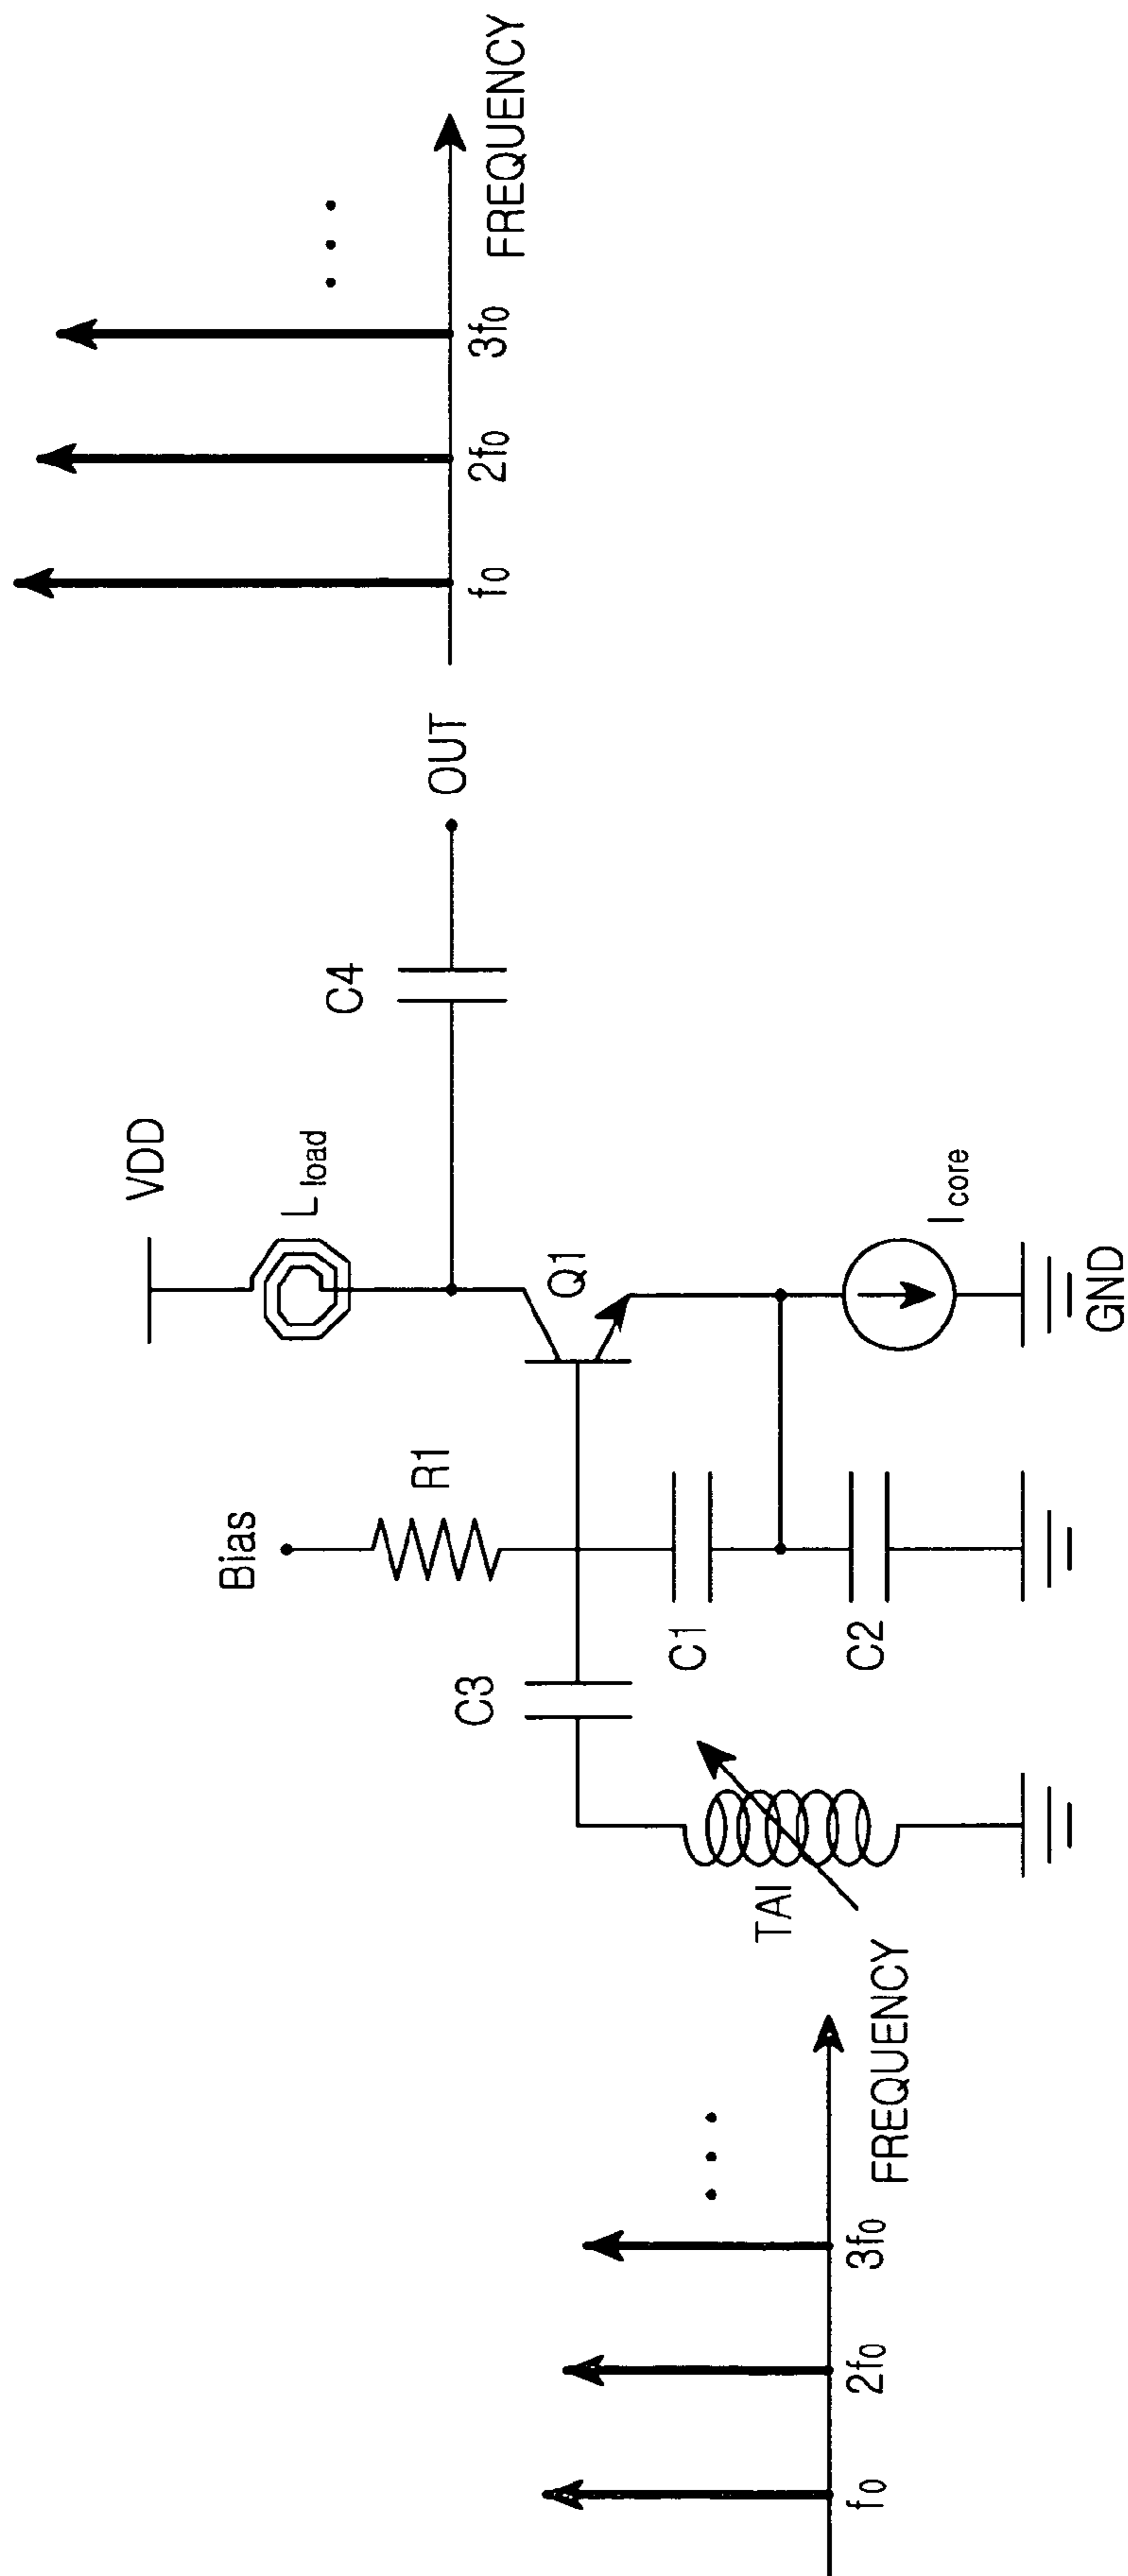 FREQUENCY
f0 2f0 3f0
TAI
C3
C1
C2
Bias
R1
VDD
Lload
Q1
Icore
GND
C4
OUT
f0 2f0 3f0
FREQUENCY